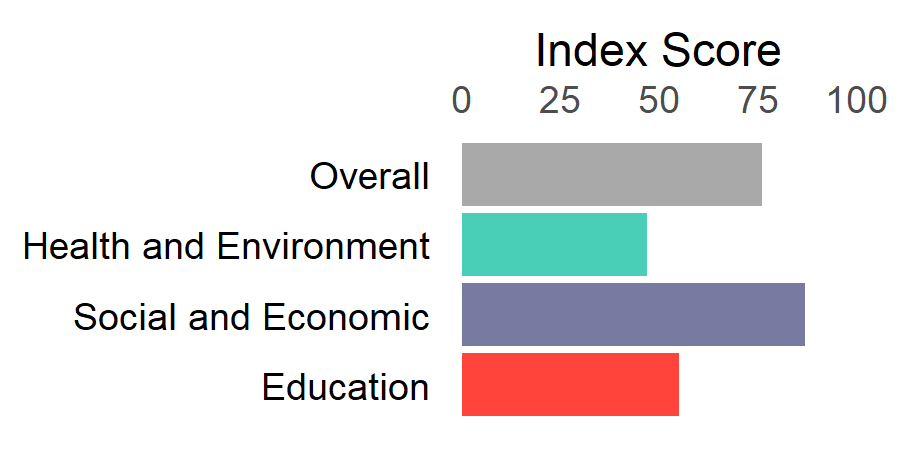 Index Score
0 25 50 75 100
Overall
Health and Environment
Social and Economic
Education